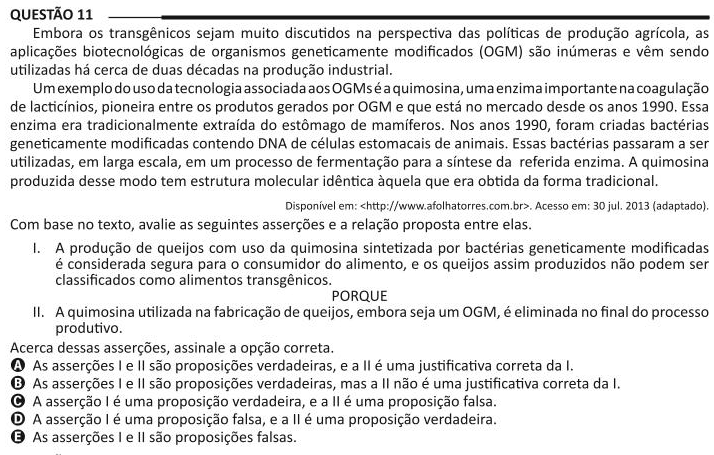 QUESTÃO 11
Embora os transgênicos sejam muito discutidos na perspectiva das políticas de produção agrícola, as
aplicações biotecnológicas de organismos geneticamente modificados (OGM) são inúmeras e vêm sendo
utilizadas há cerca de duas décadas na produção industrial.
Um exemplo do uso da tecnologia associada aos OGMs é a quimosina, uma enzima importante na coagulação
de lacticínios, pioneira entre os produtos gerados por OGM e que está no mercado desde os anos 1990. Essa
enzima era tradicionalmente extraída do estômago de mamíferos. Nos anos 1990, foram criadas bactérias
geneticamente modificadas contendo DNA de células estomacais de animais. Essas bactérias passaram a ser
utilizadas, em larga escala, em um processo de fermentação para a síntese da referida enzima. A quimosina
produzida desse modo tem estrutura molecular idêntica àquela que era obtida da forma tradicional.
Disponível em: <http://www.afolhatorres.com.br>. Acesso em: 30 jul. 2013 (adaptado).
Com base no texto, avalie as seguintes asserções e a relação proposta entre elas.
I. A produção de queijos com uso da quimosina sintetizada por bactérias geneticamente modificadas
é considerada segura para o consumidor do alimento, e os queijos assim produzidos não podem ser
classificados como alimentos transgênicos.
PORQUE
II. A quimosina utilizada na fabricação de queijos, embora seja um OGM, é eliminada no final do processo
produtivo.
Acerca dessas asserções, assinale a opção correta.
A As asserções I e II são proposições verdadeiras, e a II é uma justificativa correta da I.
B As asserções I e II são proposições verdadeiras, mas a II não é uma justificativa correta da I.
C A asserção I é uma proposição verdadeira, e a II é uma proposição falsa.
D A asserção I é uma proposição falsa, e a II é uma proposição verdadeira.
E As asserções I e II são proposições falsas.